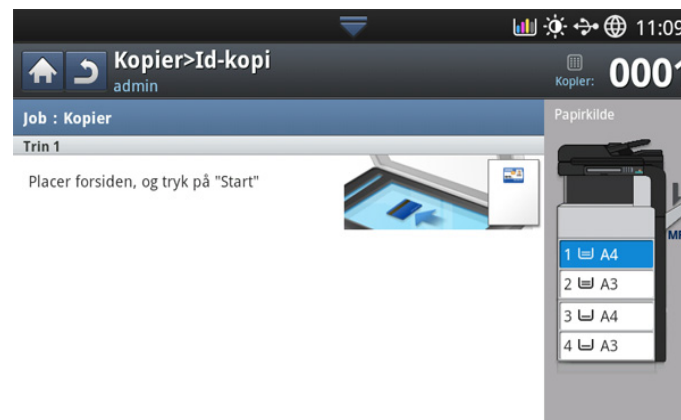 11:09
Kopier>Id-kopi
admin
Kopier: 0001
Job : Kopier
Papirkilde
Trin 1
Placer forsiden, og tryk på "Start"
1 A4
2 A3
3 A4
4 A3